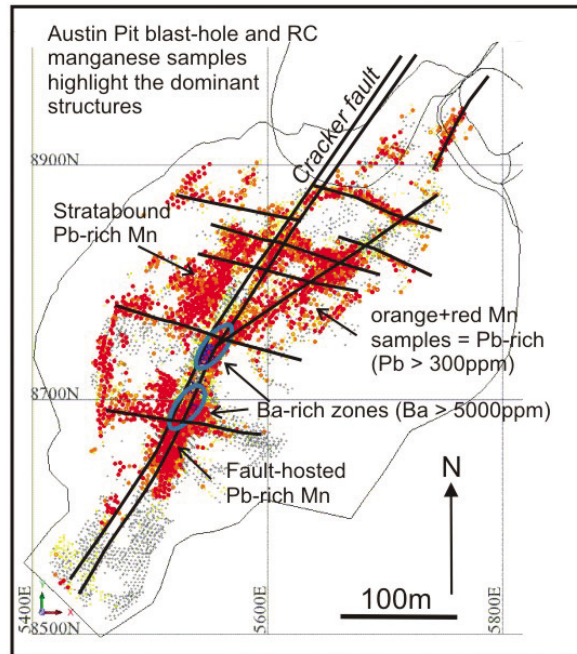 Austin Pit blast-hole and RC
manganese samples
highlight the dominant
structures
Cracker fault
8900N
Stratabound
Pb-rich Mn
orange+red Mn
samples = Pb-rich
(Pb > 300ppm)
8700N
Ba-rich zones (Ba > 5000ppm)
Fault-hosted
Pb-rich Mn
N
100m
5400E
5600E
5800E
8500N
Y
X